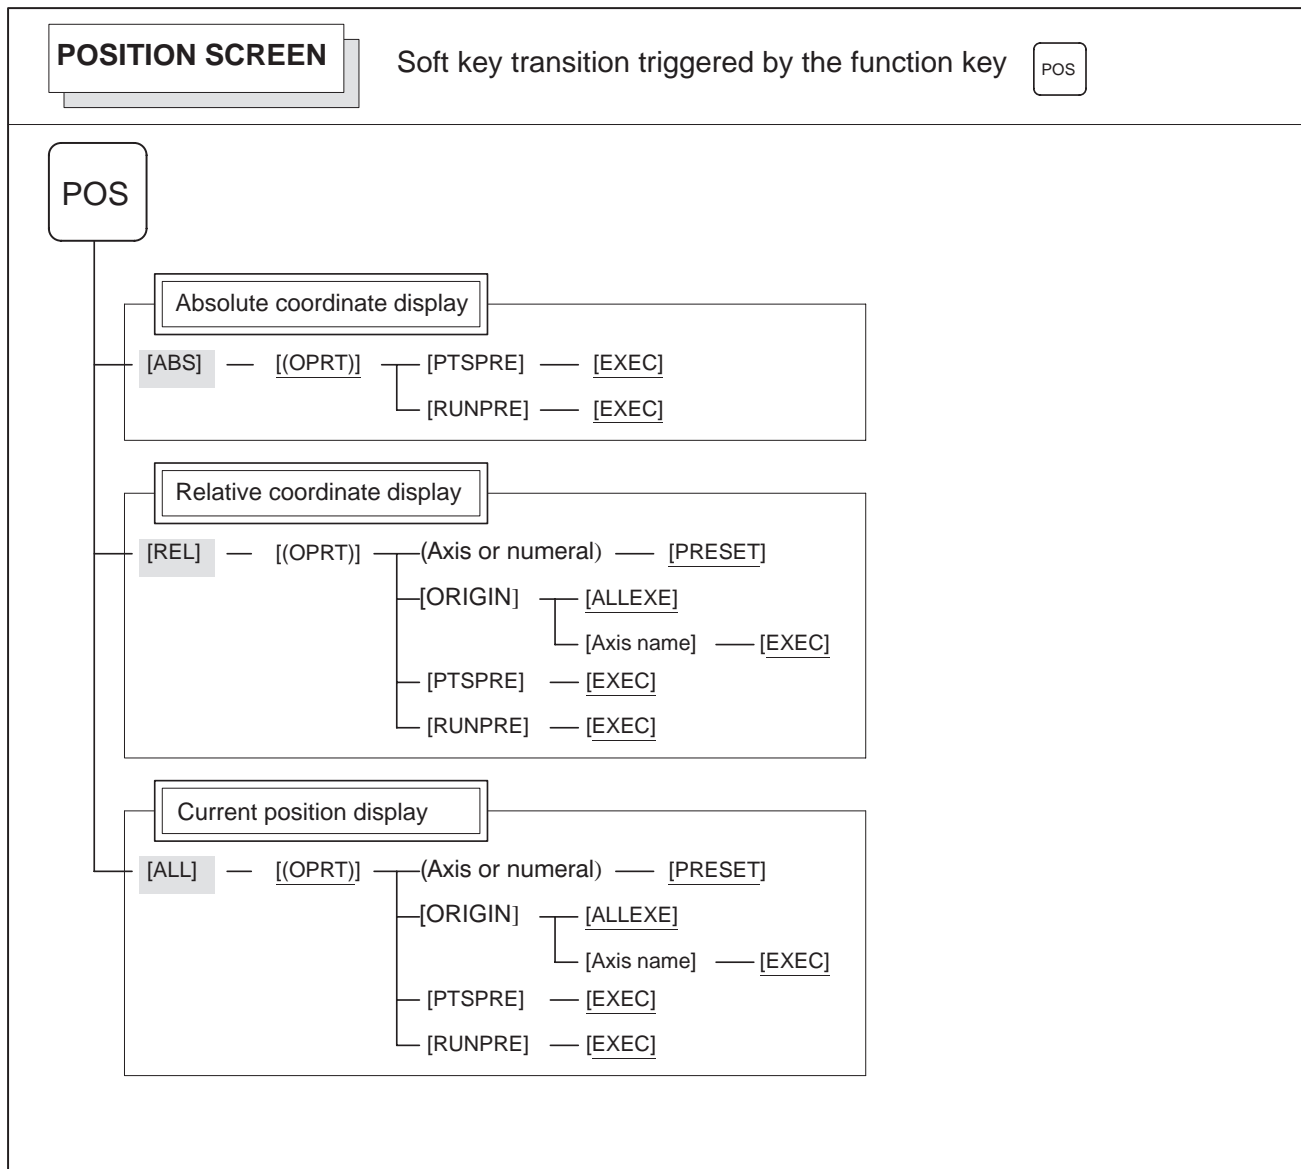 POSITION SCREEN
Soft key transition triggered by the function key POS
POS
Absolute coordinate display
[ABS] [(OPRT)] [PTSPRE] [EXEC]
[RUNPRE] [EXEC]
Relative coordinate display
[REL] [(OPRT)] (Axis or numeral) [PRESET]
[ORIGIN] [ALLEXE]
[Axis name] [EXEC]
[PTSPRE] [EXEC]
[RUNPRE] [EXEC]
Current position display
[ALL] [(OPRT)] (Axis or numeral) [PRESET]
[ORIGIN] [ALLEXE]
[Axis name] [EXEC]
[PTSPRE] [EXEC]
[RUNPRE] [EXEC]